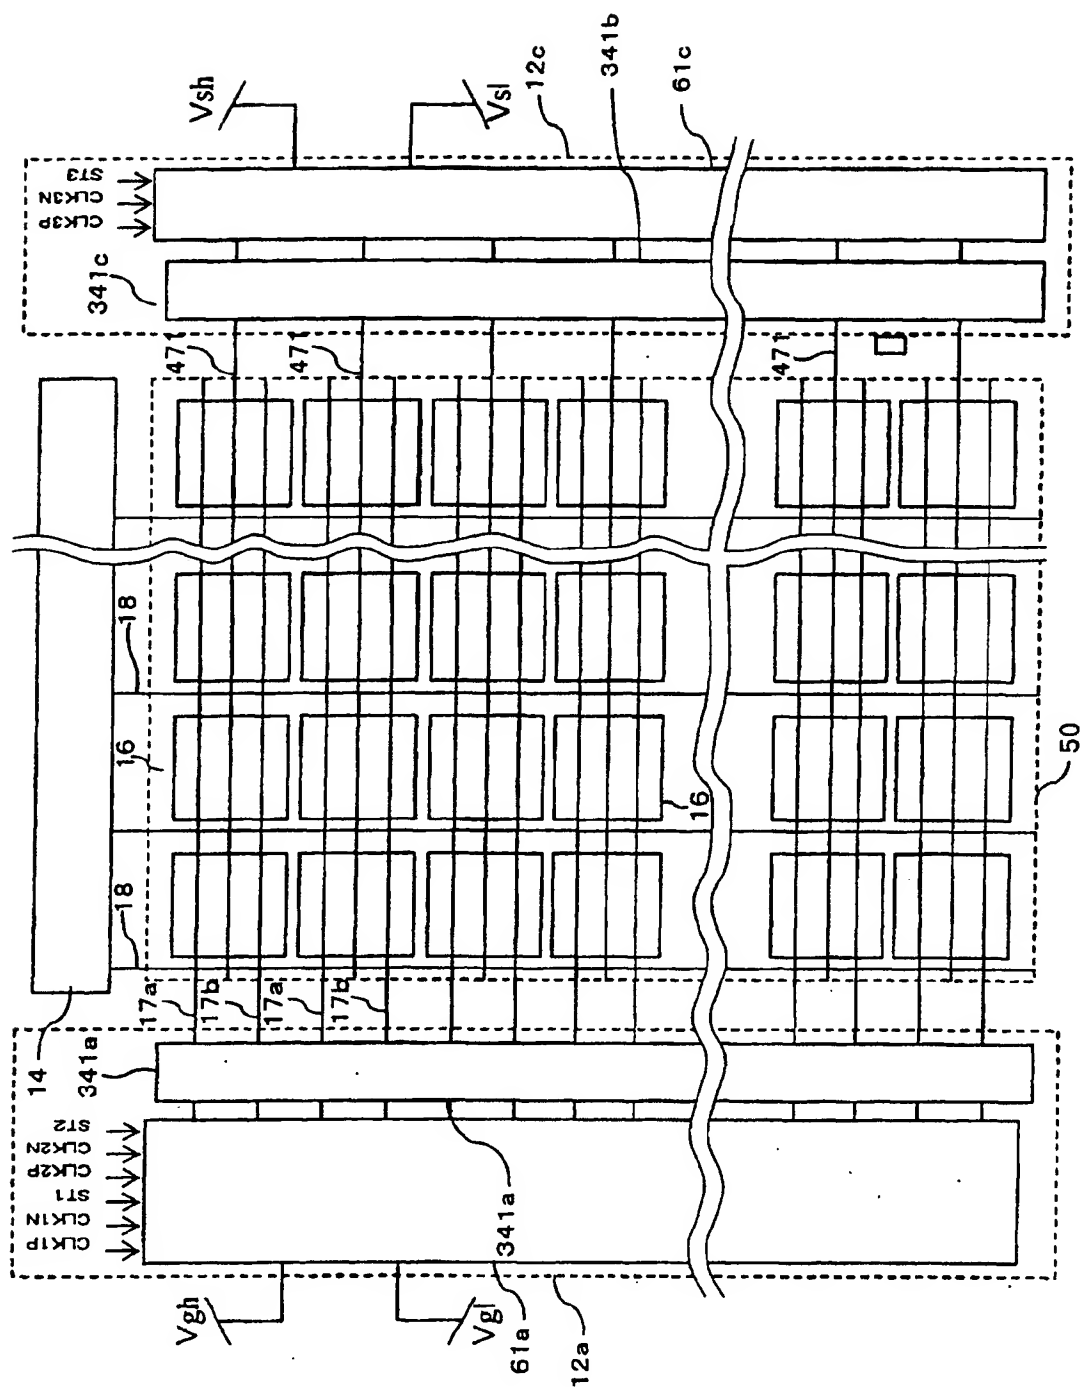 Vsh
Vsl
12c
341b
61c
ST3
CLK3N
CLK3P
341c
471
471
471
18
16
16
50
18
17a
17b
17a
17b
14
341a
ST2
CLK2N
CLK2P
ST1
CLK1N
CLK1P
341a
Vgh
Vgl
61a
12a